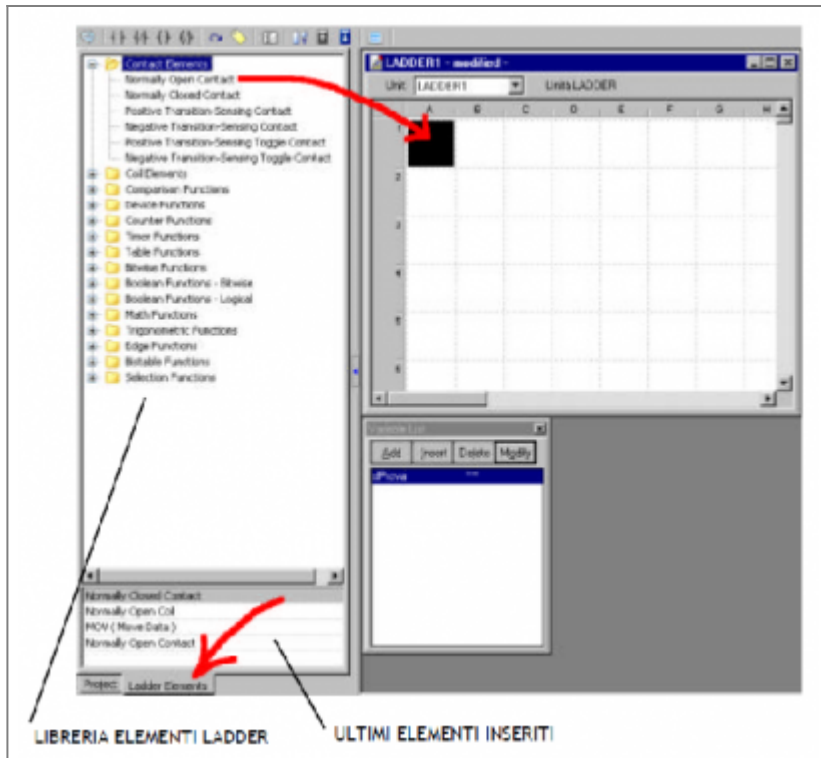 Contact Elements
Normally Open Contact
Normally Closed Contact
Positive Transition-Sensing Contact
Negative Transition-Sensing Contact
Positive Transition-Sensing Toggle Contact
Negative Transition-Sensing Toggle Contact
Coil Elements
Comparison Functions
Device Functions
Counter Functions
Timer Functions
Table Functions
Bitwise Functions
Boolean Functions - Bitwise
Boolean Functions - Logical
Math Functions
Trigonometric Functions
Edge Functions
Bistable Functions
Selection Functions
LADDER1 - modified -
Unit LADDER1 Units LADDER
A B C D E F G H
1
2
3
4
5
6
Variable List
Add Insert Delete Modify
Normally Closed Contact
Normally Open Coil
MOV ( Move Data )
Normally Open Contact
Project Ladder Elements
LIBRERIA ELEMENTI LADDER
ULTIMI ELEMENTI INSERITI